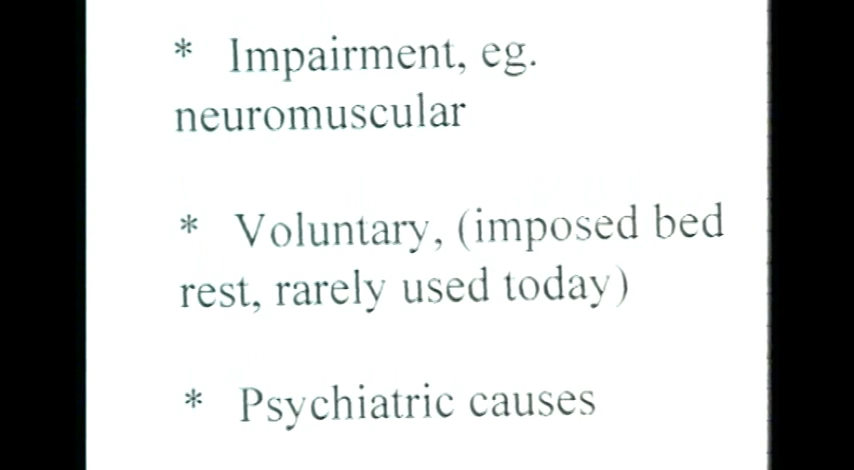 * Impairment, eg.
neuromuscular
* Voluntary, (imposed bed
rest, rarely used today)
* Psychiatric causes